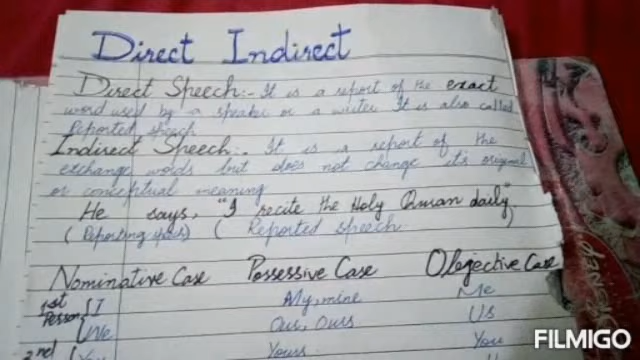 Direct Indirect
Direct Speech:- It is a report of the exact
word used by a speaker or a writer It is also called
Reported speech
Indirect Speech:- It is a report of the
exchange words but does not change it's original
or conceptual meaning
He says, "I recite the Holy Quran daily".
(Reporting speech) ( Reported speech )
Nominative Case Possessive Case Obegective Case
1st Person { I My, mine Me
We Our, Ours Us
2nd { You Yours You
FILMIGO